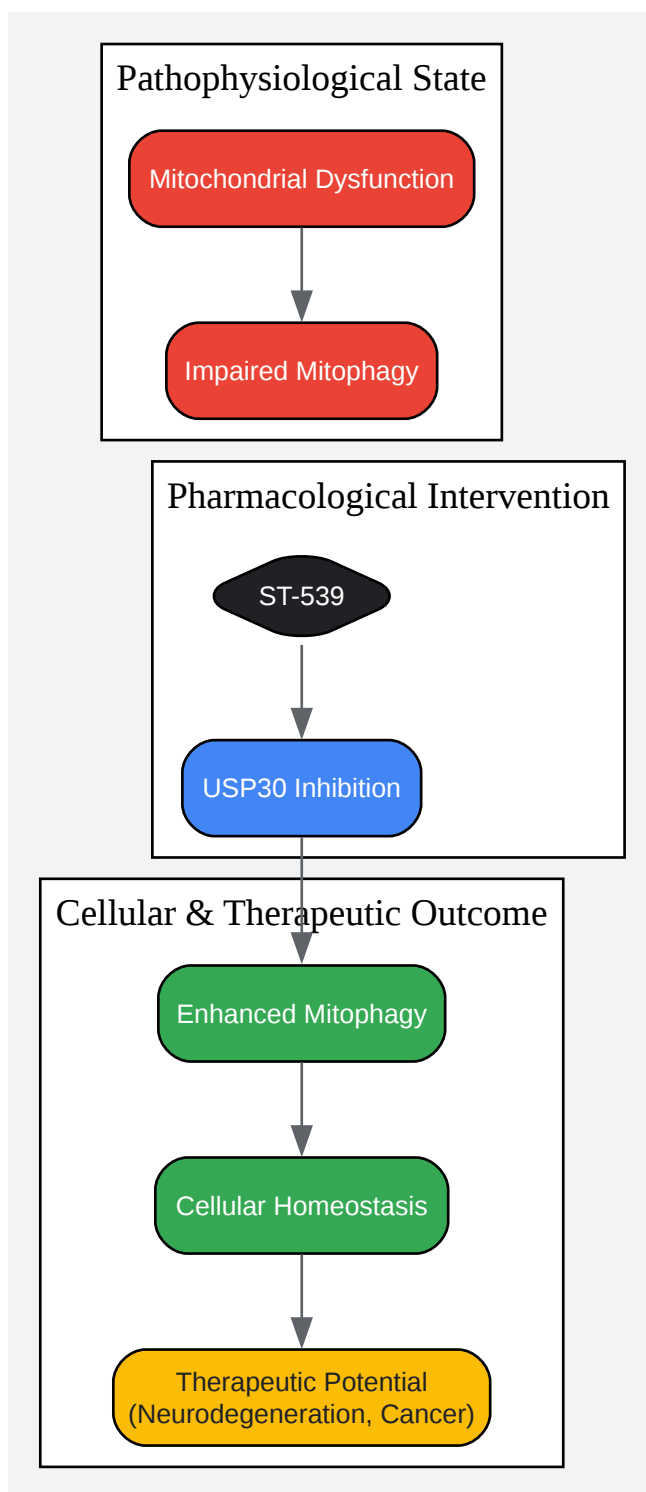 Pathophysiological State
Mitochondrial Dysfunction
Impaired Mitophagy
Pharmacological Intervention
ST-539
USP30 Inhibition
Cellular & Therapeutic Outcome
Enhanced Mitophagy
Cellular Homeostasis
Therapeutic Potential
(Neurodegeneration, Cancer)